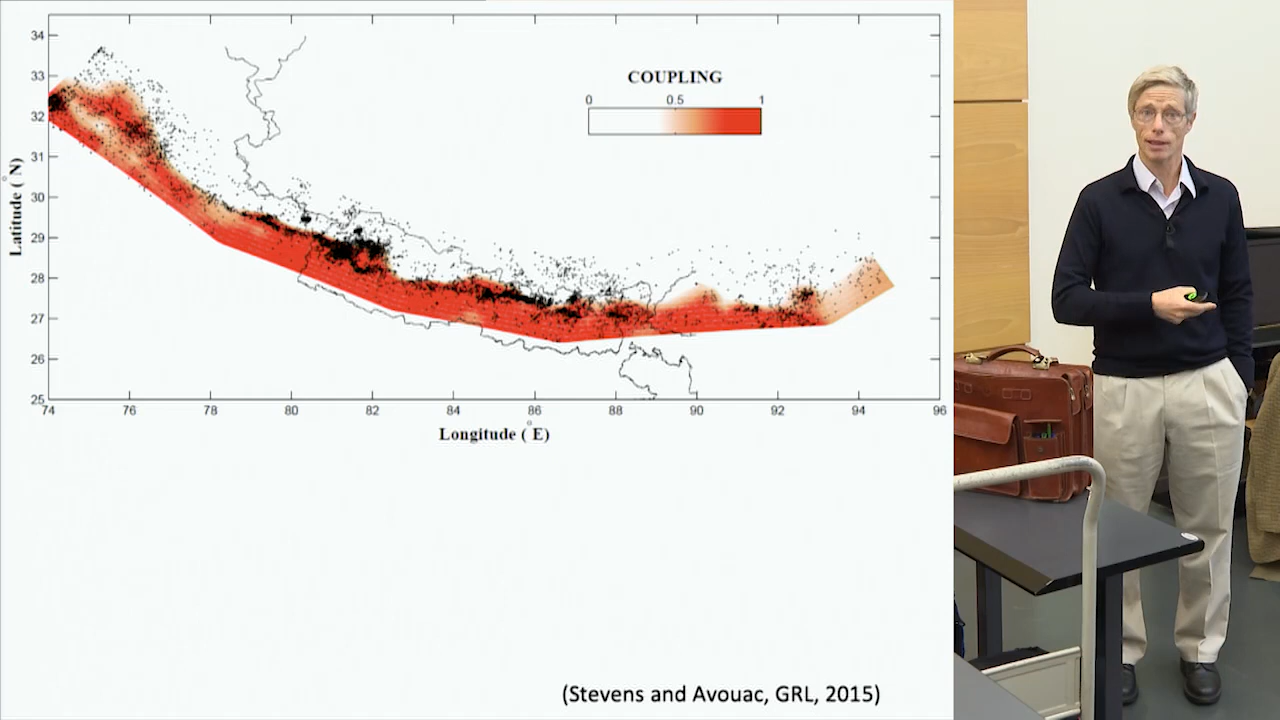 COUPLING
0 0.5 1
34
33
32
31
30
29
28
27
26
25
Latitude (°N)
74 76 78 80 82 84 86 88 90 92 94 96
Longitude (°E)
(Stevens and Avouac, GRL, 2015)